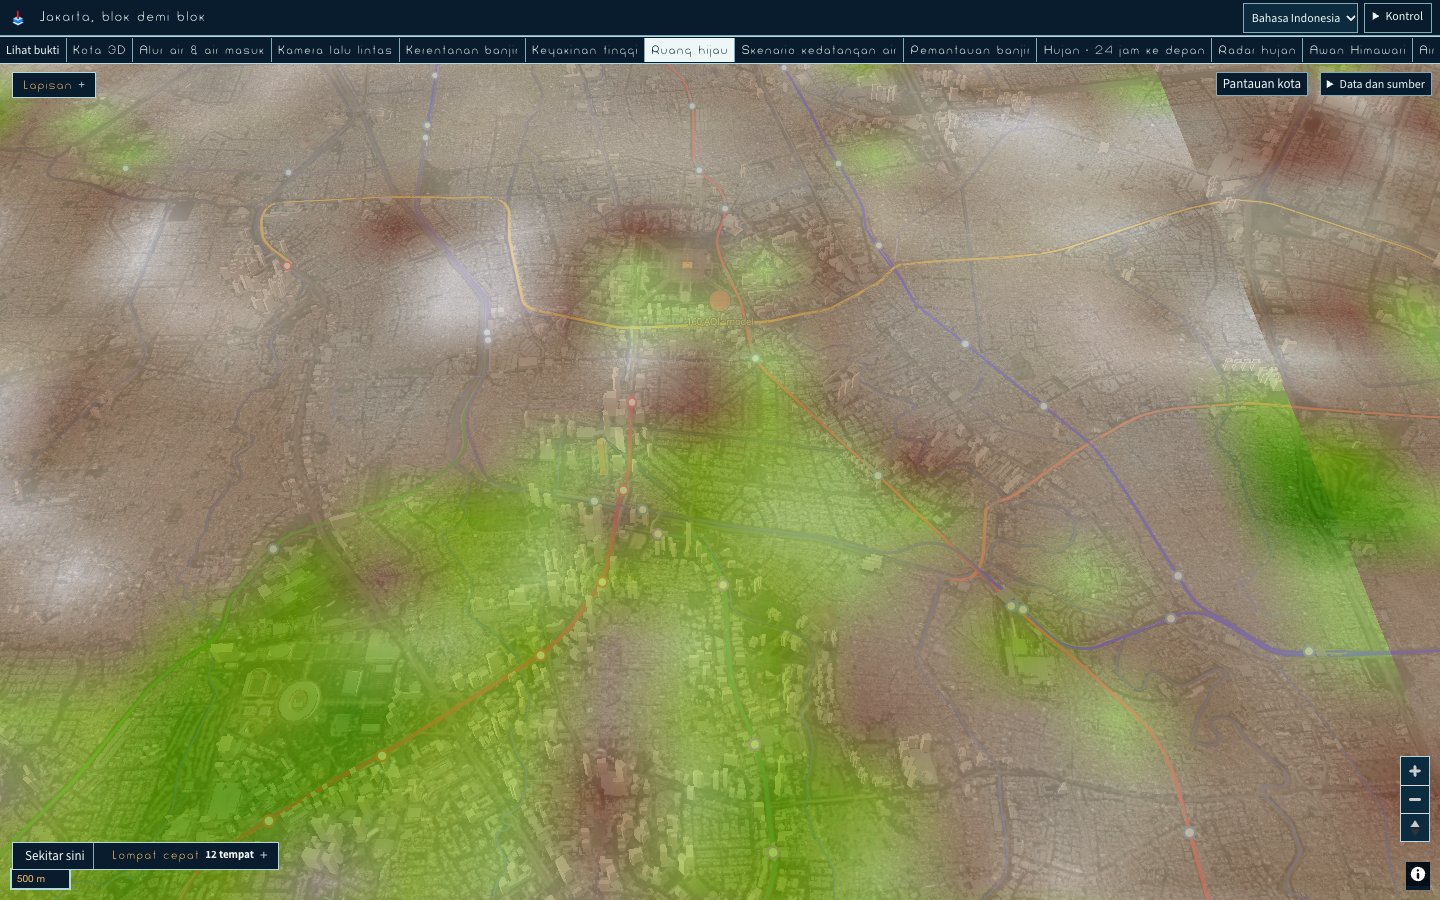 Jakarta, blok demi blok
Bahasa Indonesia
Kontrol
Lihat bukti
Kota 3D
Alur air & air masuk
Kamera lalu lintas
Kerentanan banjir
Keyakinan tinggi
Ruang hijau
Skenario kedatangan air
Pemantauan banjir
Hujan · 24 jam ke depan
Radar hujan
Awan Himawari
Air
Lapisan +
Pantauan kota
Data dan sumber
Sekitar sini
Lompat cepat 12 tempat +
500 m